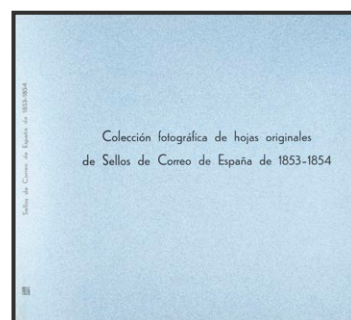 Sellos de Correo de España de 1853-1854
Colección fotográfica de hojas originales
de Sellos de Correo de España de 1853-1854